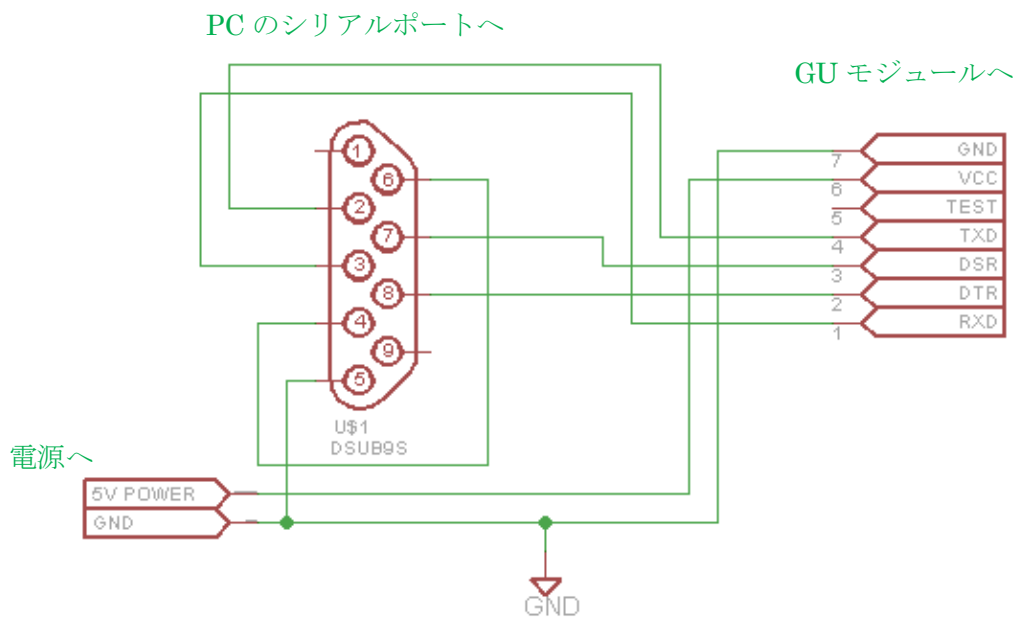 PC のシリアルポートへ
GU モジュールへ
1
6
2
7
3
8
4
9
5
U$1
DSUB9S
7
GND
6
VCC
5
TEST
4
TXD
3
DSR
2
DTR
1
RXD
電源へ
5V POWER
GND
GND